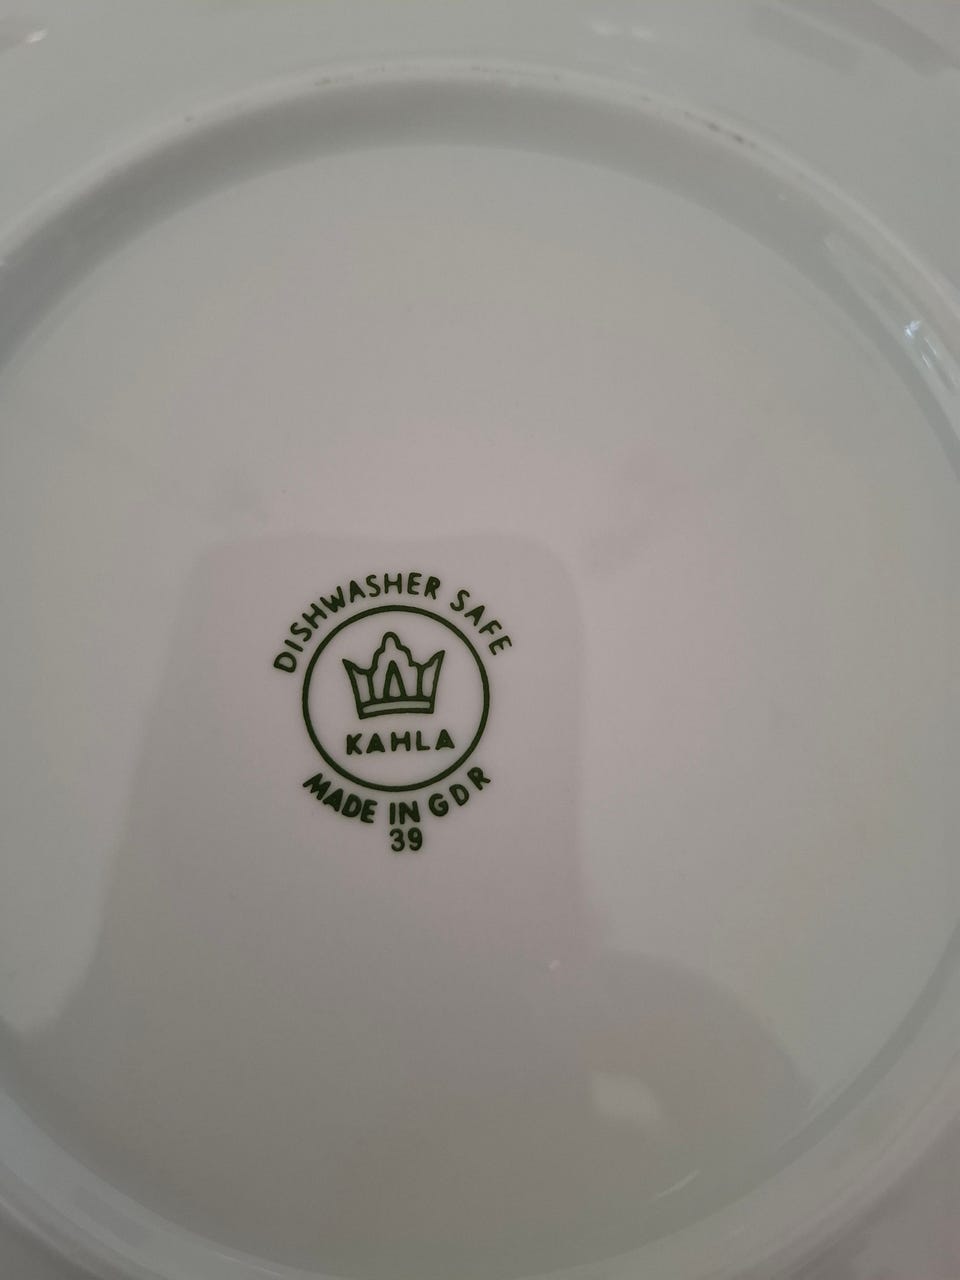 DISHWASHER SAFE
KAHLA
MADE IN GDR
39